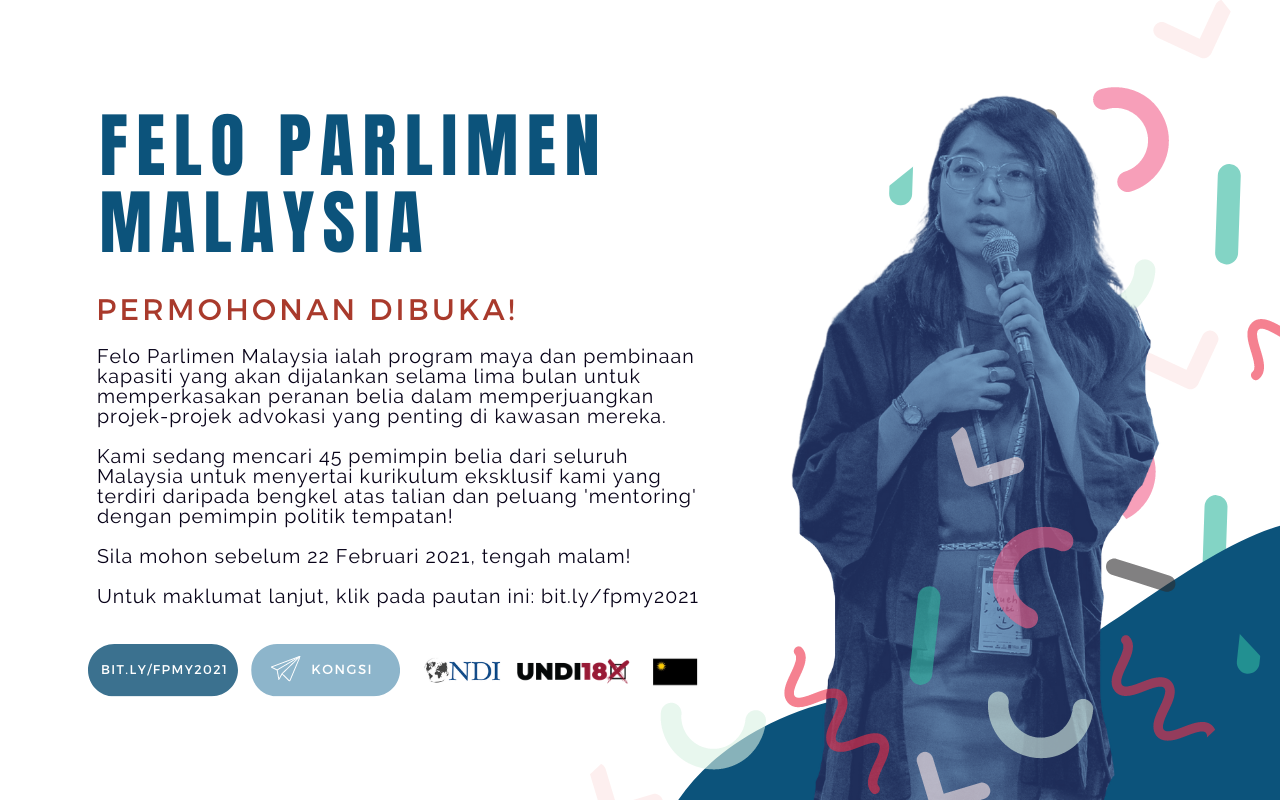 FELO PARLIMEN
MALAYSIA
PERMOHONAN DIBUKA!
Felo Parlimen Malaysia ialah program maya dan pembinaan
kapasiti yang akan dijalankan selama lima bulan untuk
memperkasakan peranan belia dalam memperjuangkan
projek-projek advokasi yang penting di kawasan mereka.
Kami sedang mencari 45 pemimpin belia dari seluruh
Malaysia untuk menyertai kurikulum eksklusif kami yang
terdiri daripada bengkel atas talian dan peluang 'mentoring'
dengan pemimpin politik tempatan!
Sila mohon sebelum 22 Februari 2021, tengah malam!
Untuk maklumat lanjut, klik pada pautan ini: bit.ly/fpmy2021
BIT.LY/FPMY2021
KONGSI
NDI
UNDI18